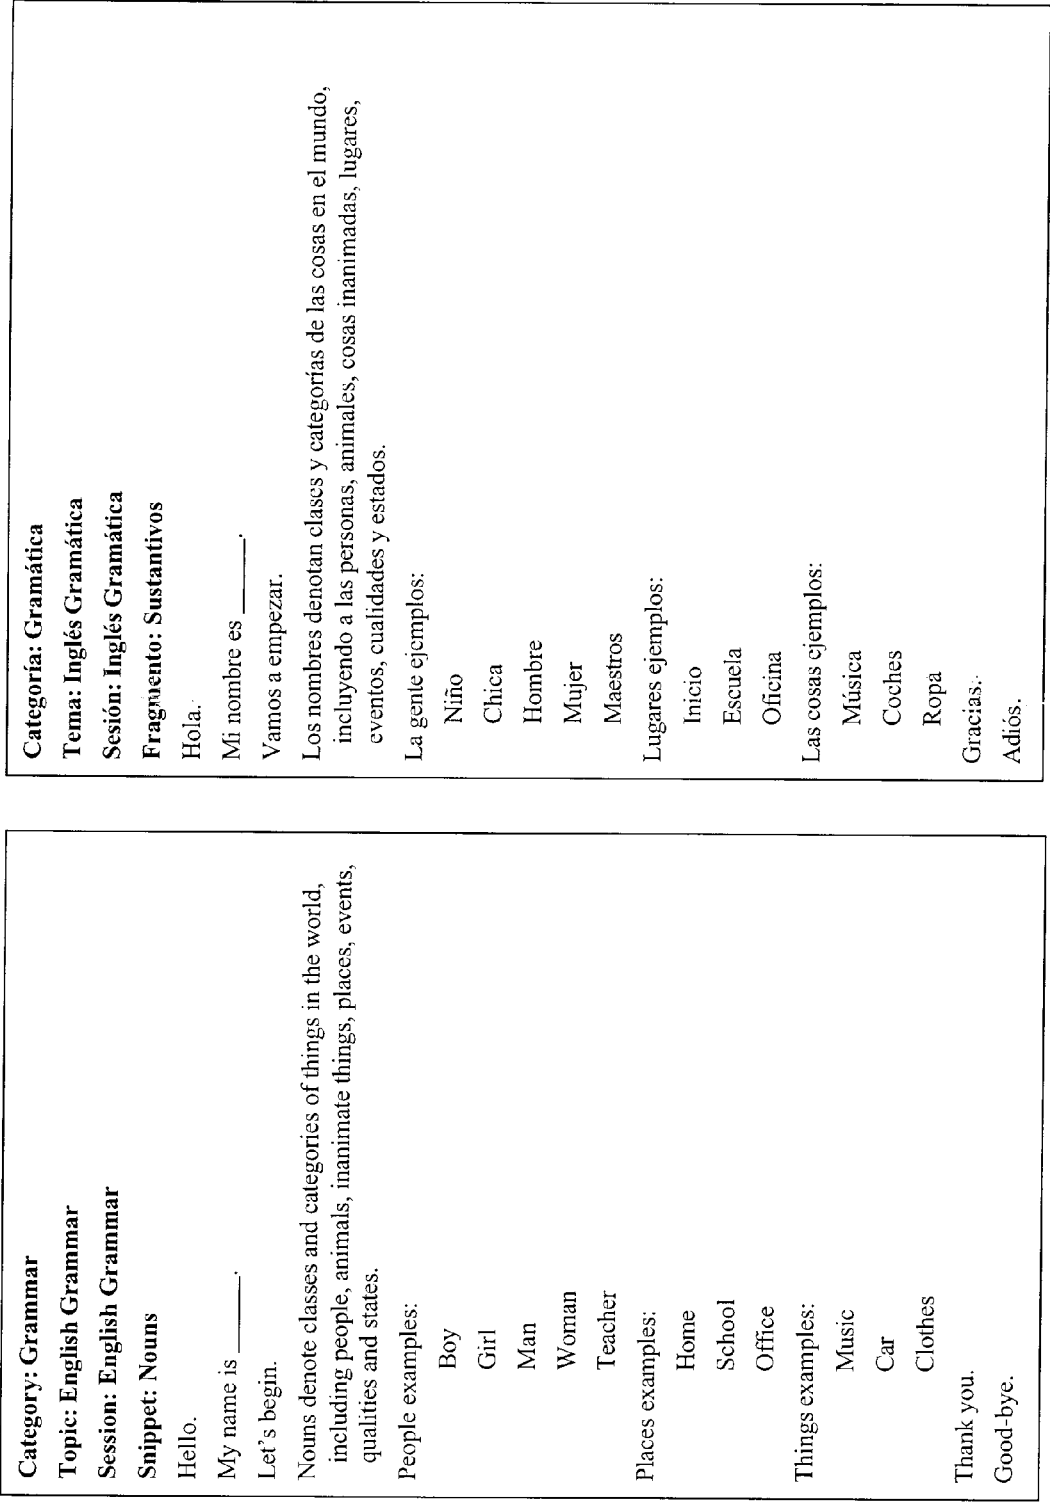 Category: Grammar
Topic: English Grammar
Session: English Grammar
Snippet: Nouns
Hello.
My name is _____.
Let's begin.
Nouns denote classes and categories of things in the world,
including people, animals, inanimate things, places, events,
qualities and states.
People examples:
Boy
Girl
Man
Woman
Teacher
Places examples:
Home
School
Office
Things examples:
Music
Car
Clothes
Thank you.
Good-bye.
Categoría: Gramática
Tema: Inglés Gramática
Sesión: Inglés Gramática
Fragmento: Sustantivos
Hola.
Mi nombre es _____.
Vamos a empezar.
Los nombres denotan clases y categorías de las cosas en el mundo,
incluyendo a las personas, animales, cosas inanimadas, lugares,
eventos, cualidades y estados.
La gente ejemplos:
Niño
Chica
Hombre
Mujer
Maestros
Lugares ejemplos:
Inicio
Escuela
Oficina
Las cosas ejemplos:
Música
Coches
Ropa
Gracias.
Adiós.